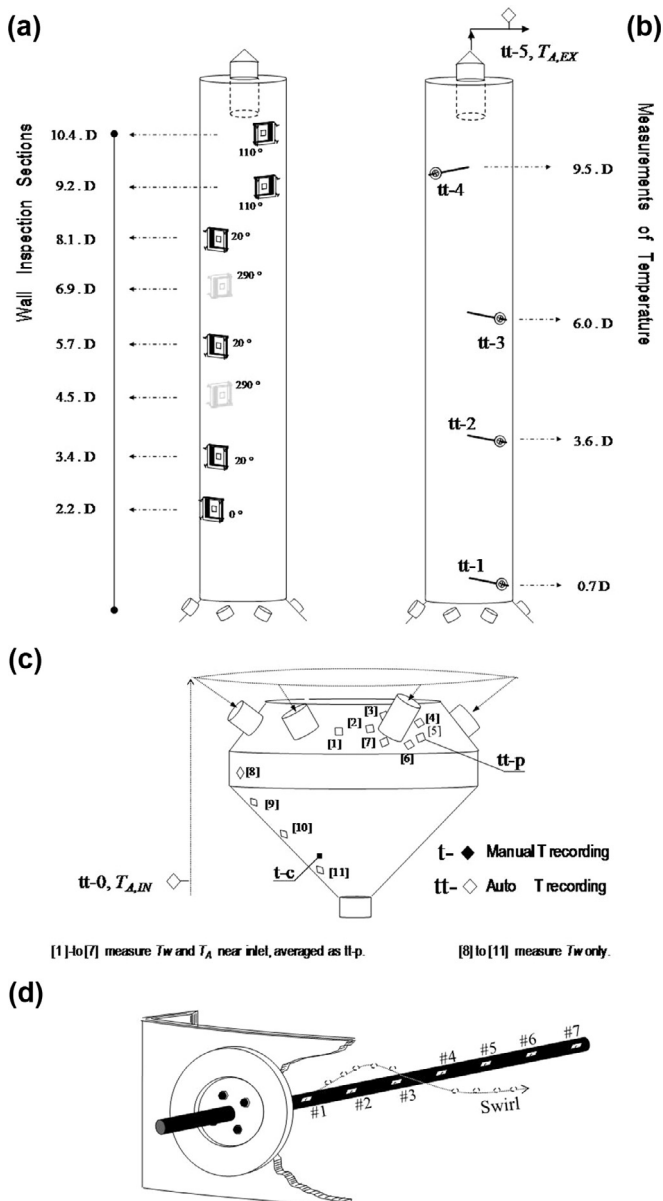 (a)
(b)
tt-5, T_A,EX
Wall Inspection Sections
Measurements of Temperature
10.4. D
110 °
9.2. D
110 °
8.1. D
20 °
6.9. D
290 °
5.7. D
20 °
4.5. D
290 °
3.4. D
20 °
2.2. D
0 °
9.5. D
tt-4
6.0. D
tt-3
tt-2
3.6. D
tt-1
0.7 D
(c)
[3]
[4]
[2]
[5]
[1]
[7]
[6]
tt-p
[8]
[9]
[10]
t-c
[11]
tt-0, T_A,IN
t- ◆ Manual T recording
tt- ◇ Auto T recording
[1]-to [7] measure Tw and T_A near inlet, averaged as tt-p.
[8] to [11] measure Tw only.
(d)
#1
#2
#3
#4
#5
#6
#7
Swirl